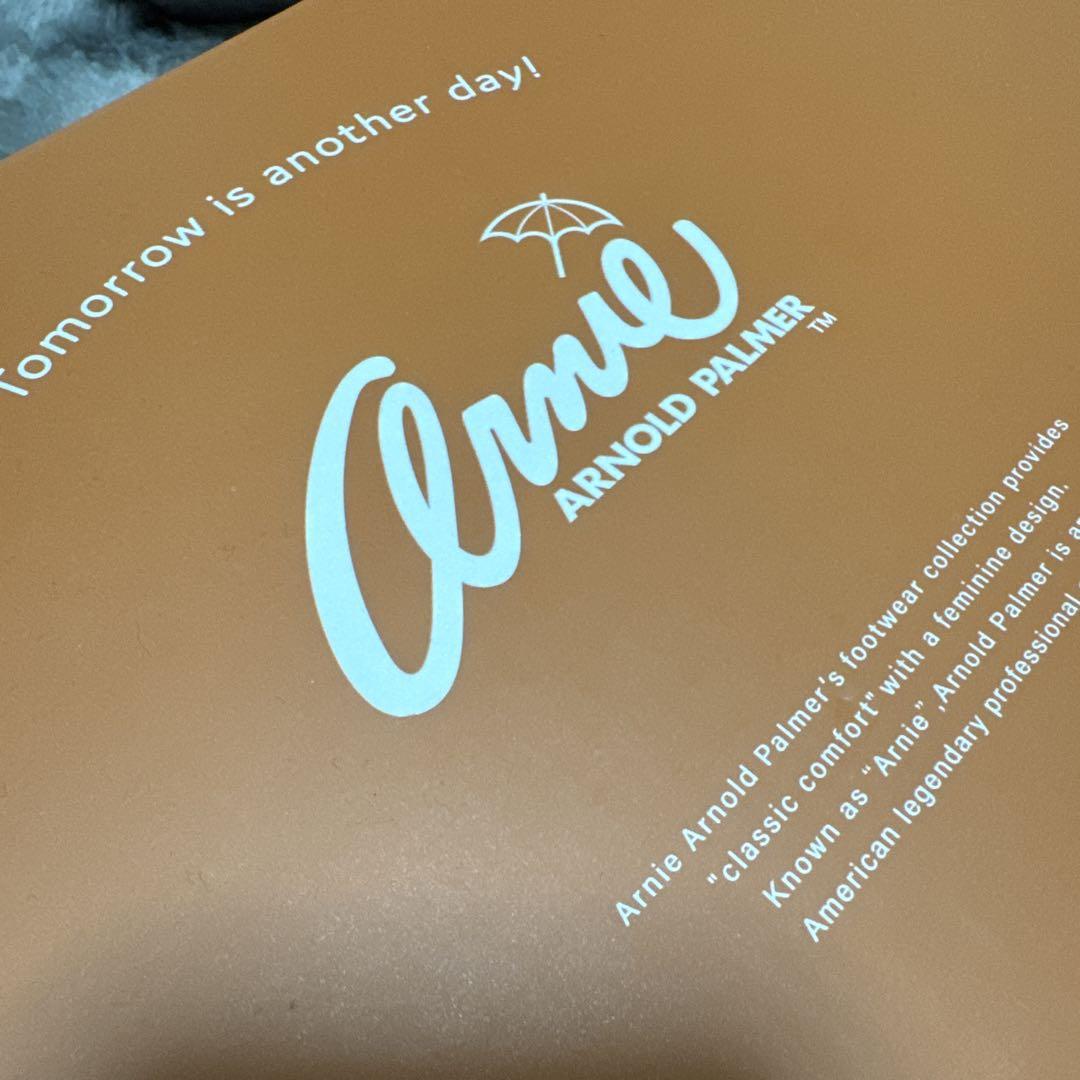 Tomorrow is another day!
Arnie
ARNOLD PALMER
TM
Arnie Arnold Palmer's footwear collection provides
"classic comfort" with a feminine design.
Known as “Arnie”,Arnold Palmer is
American legendary professional